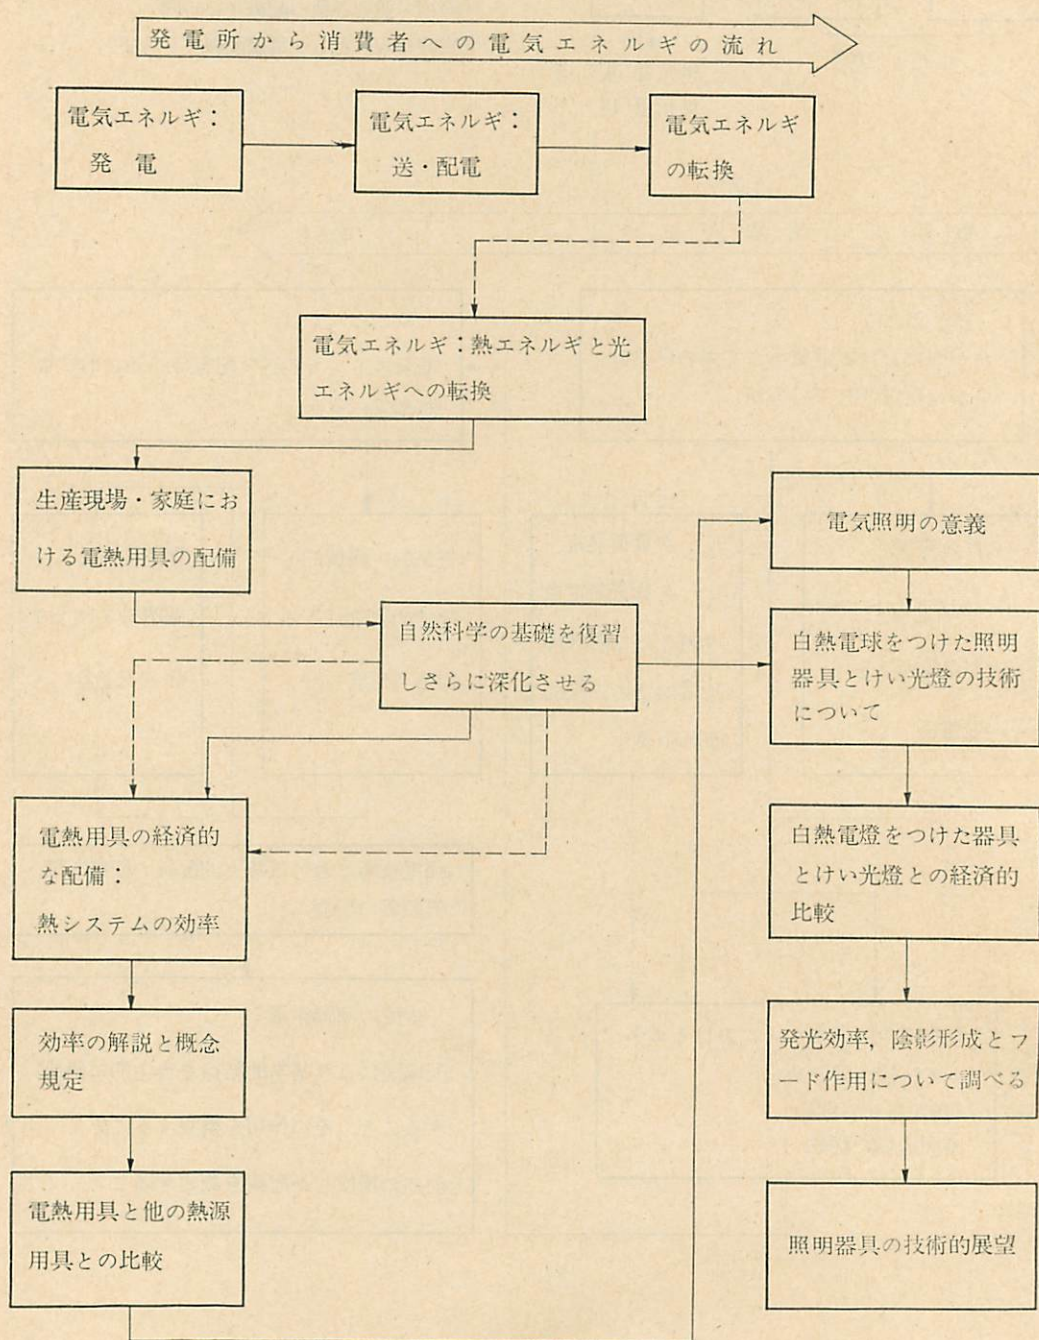 発電所から消費者への電気エネルギの流れ
電気エネルギ：
発　電
電気エネルギ：
送・配電
電気エネルギ
の転換
電気エネルギ：熱エネルギと光
エネルギへの転換
生産現場・家庭にお
ける電熱用具の配備
自然科学の基礎を復習
しさらに深化させる
電熱用具の経済的
な配備：
熱システムの効率
効率の解説と概念
規定
電熱用具と他の熱源
用具との比較
電気照明の意義
白熱電球をつけた照明
器具とけい光燈の技術
について
白熱電燈をつけた器具
とけい光燈との経済的
比較
発光効率，陰影形成とフ
ード作用について調べる
照明器具の技術的展望